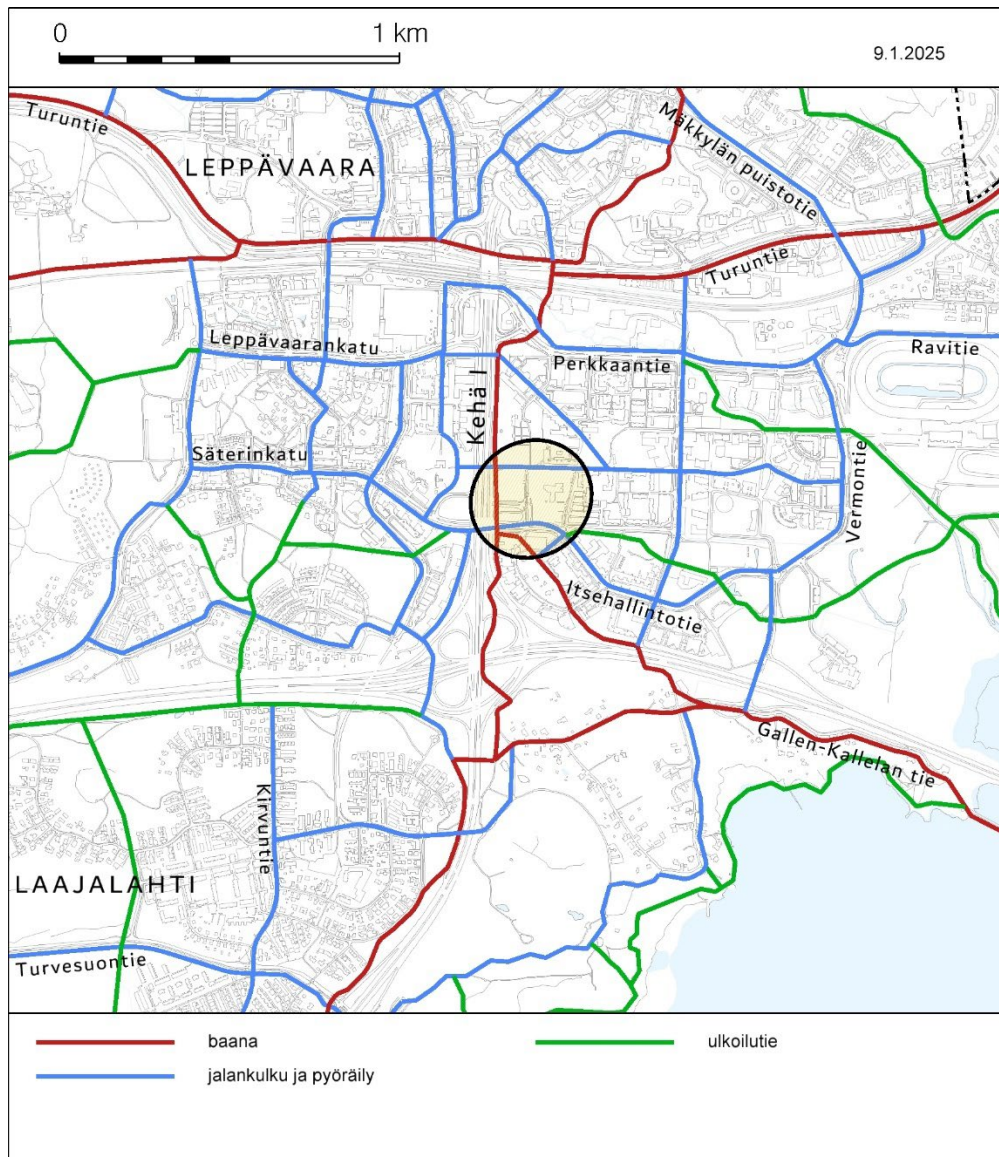 0 1 km
9.1.2025
Turuntie
LEPPÄVAARA
Mäkkylän puistotie
Turuntie
Leppävaarankatu
Perkkaantie
Ravitie
Kehä I
Säterinkatu
Vermontie
Itsehallintotie
Gallen-Kallelan tie
Kirvuntie
LAAJALAHTI
Turvesuontie
baana
ulkoilutie
jalankulku ja pyöräily